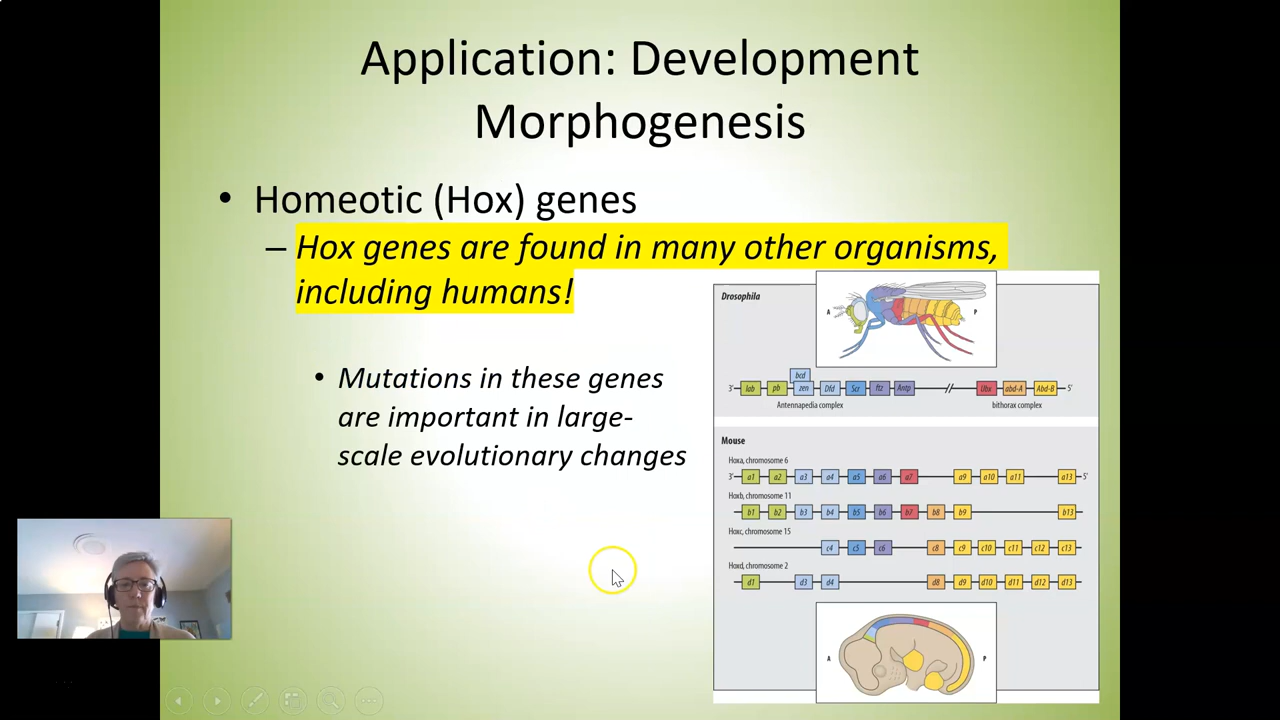 Application: Development
Morphogenesis
• Homeotic (Hox) genes
– Hox genes are found in many other organisms,
including humans!
• Mutations in these genes
are important in large-
scale evolutionary changes
Drosophila
A P
bcd
3' lab pb zen Dfd Scr ftz Antp // Ubx abd-A Abd-B 5'
Antennapedia complex bithorax complex
Mouse
Hoxa, chromosome 6
3' a1 a2 a3 a4 a5 a6 a7 a9 a10 a11 a13 5'
Hoxb, chromosome 11
b1 b2 b3 b4 b5 b6 b7 b8 b9 b13
Hoxc, chromosome 15
c4 c5 c6 c8 c9 c10 c11 c12 c13
Hoxd, chromosome 2
d1 d3 d4 d8 d9 d10 d11 d12 d13
A P